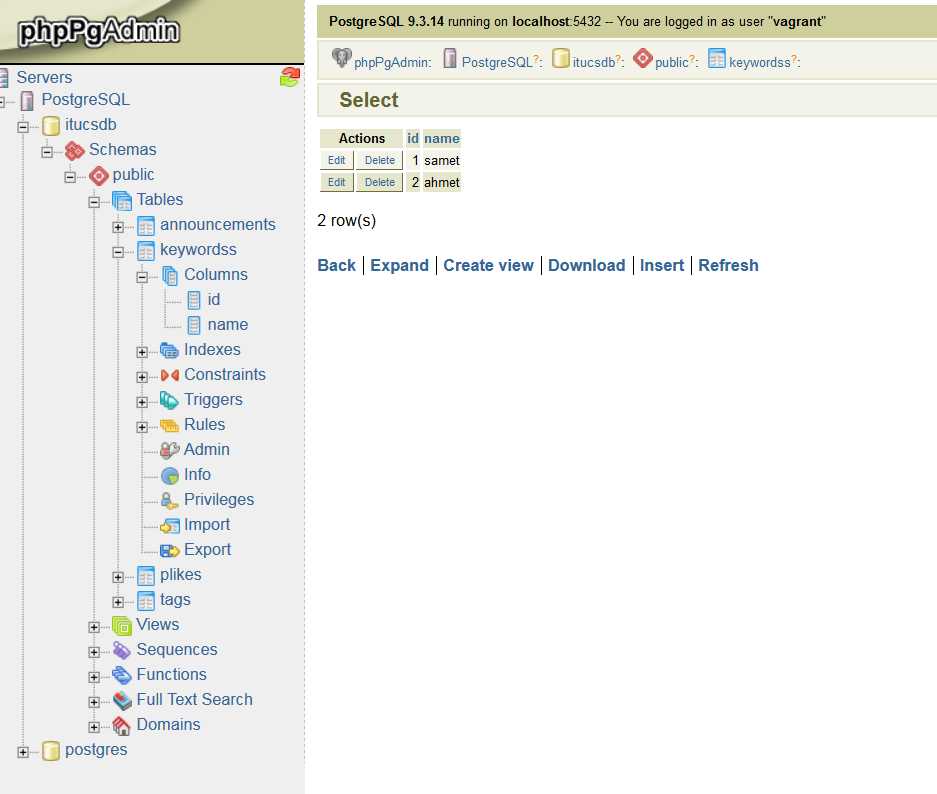 phpPgAdmin
Servers
PostgreSQL
itucsdb
Schemas
public
Tables
announcements
keywordss
Columns
id
name
Indexes
Constraints
Triggers
Rules
Admin
Info
Privileges
Import
Export
plikes
tags
Views
Sequences
Functions
Full Text Search
Domains
postgres
PostgreSQL 9.3.14 running on localhost:5432 -- You are logged in as user "vagrant"
phpPgAdmin: PostgreSQL?: itucsdb?: public?: keywordss?:
Select
Actions id name
Edit Delete 1 samet
Edit Delete 2 ahmet
2 row(s)
Back | Expand | Create view | Download | Insert | Refresh